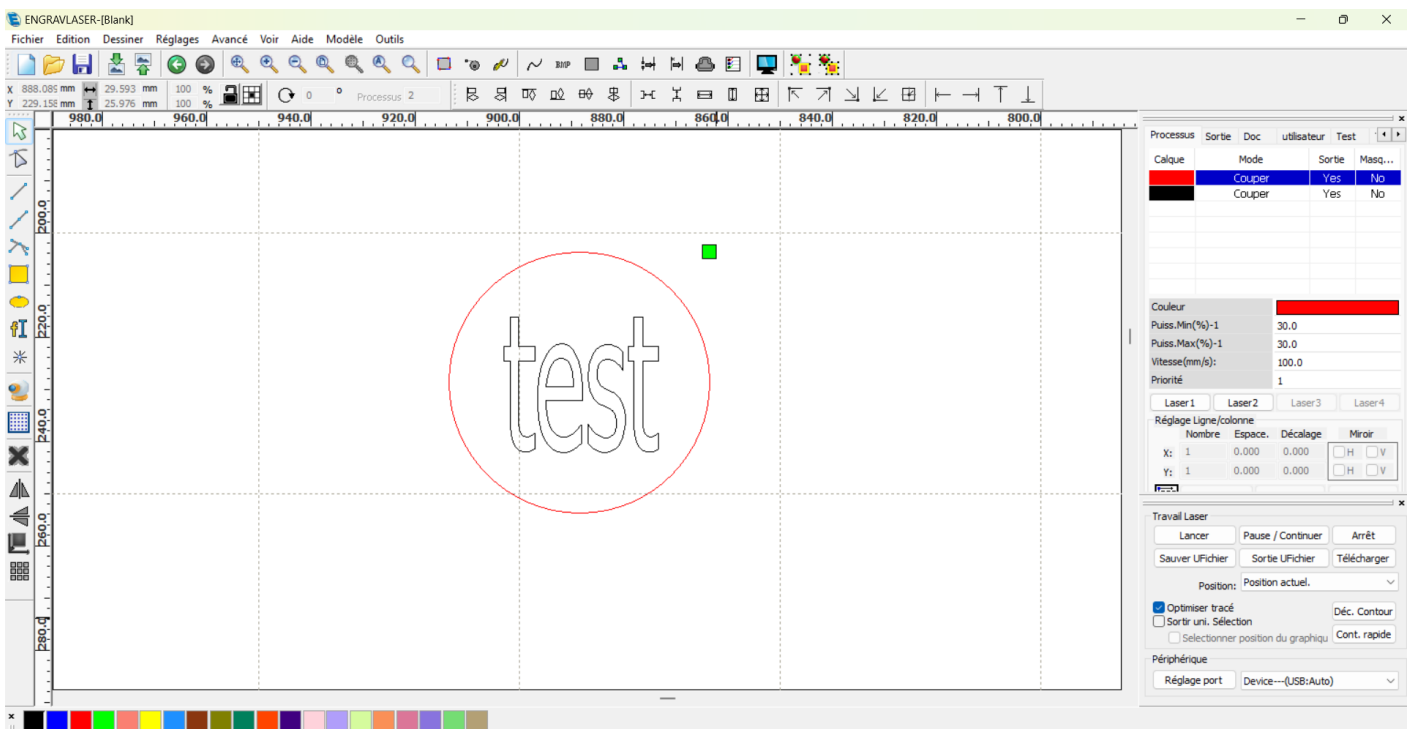 ENGRAVLASER-[Blank]
Fichier Edition Dessiner Réglages Avancé Voir Aide Modèle Outils
BMP
X 888.089 mm 29.593 mm 100 %
Y 229.158 mm 25.976 mm 100 %
0 ° Processus 2
980.0 960.0 940.0 920.0 900.0 880.0 860.0 840.0 820.0 800.0
200.0
220.0
240.0
260.0
280.0
test
Processus Sortie Doc utilisateur Test
Calque Mode Sortie Masq...
Couper Yes No
Couper Yes No
Couleur
Puiss.Min(%)-1 30.0
Puiss.Max(%)-1 30.0
Vitesse(mm/s): 100.0
Priorité 1
Laser1 Laser2 Laser3 Laser4
Réglage Ligne/colonne
Nombre Espace. Décalage Miroir
X: 1 0.000 0.000 H V
Y: 1 0.000 0.000 H V
Travail Laser
Lancer Pause / Continuer Arrêt
Sauver UFichier Sortie UFichier Télécharger
Position: Position actuel.
Optimiser tracé
Déc. Contour
Sortir uni. Sélection
Selectionner position du graphiqu
Cont. rapide
Périphérique
Réglage port Device---(USB:Auto)